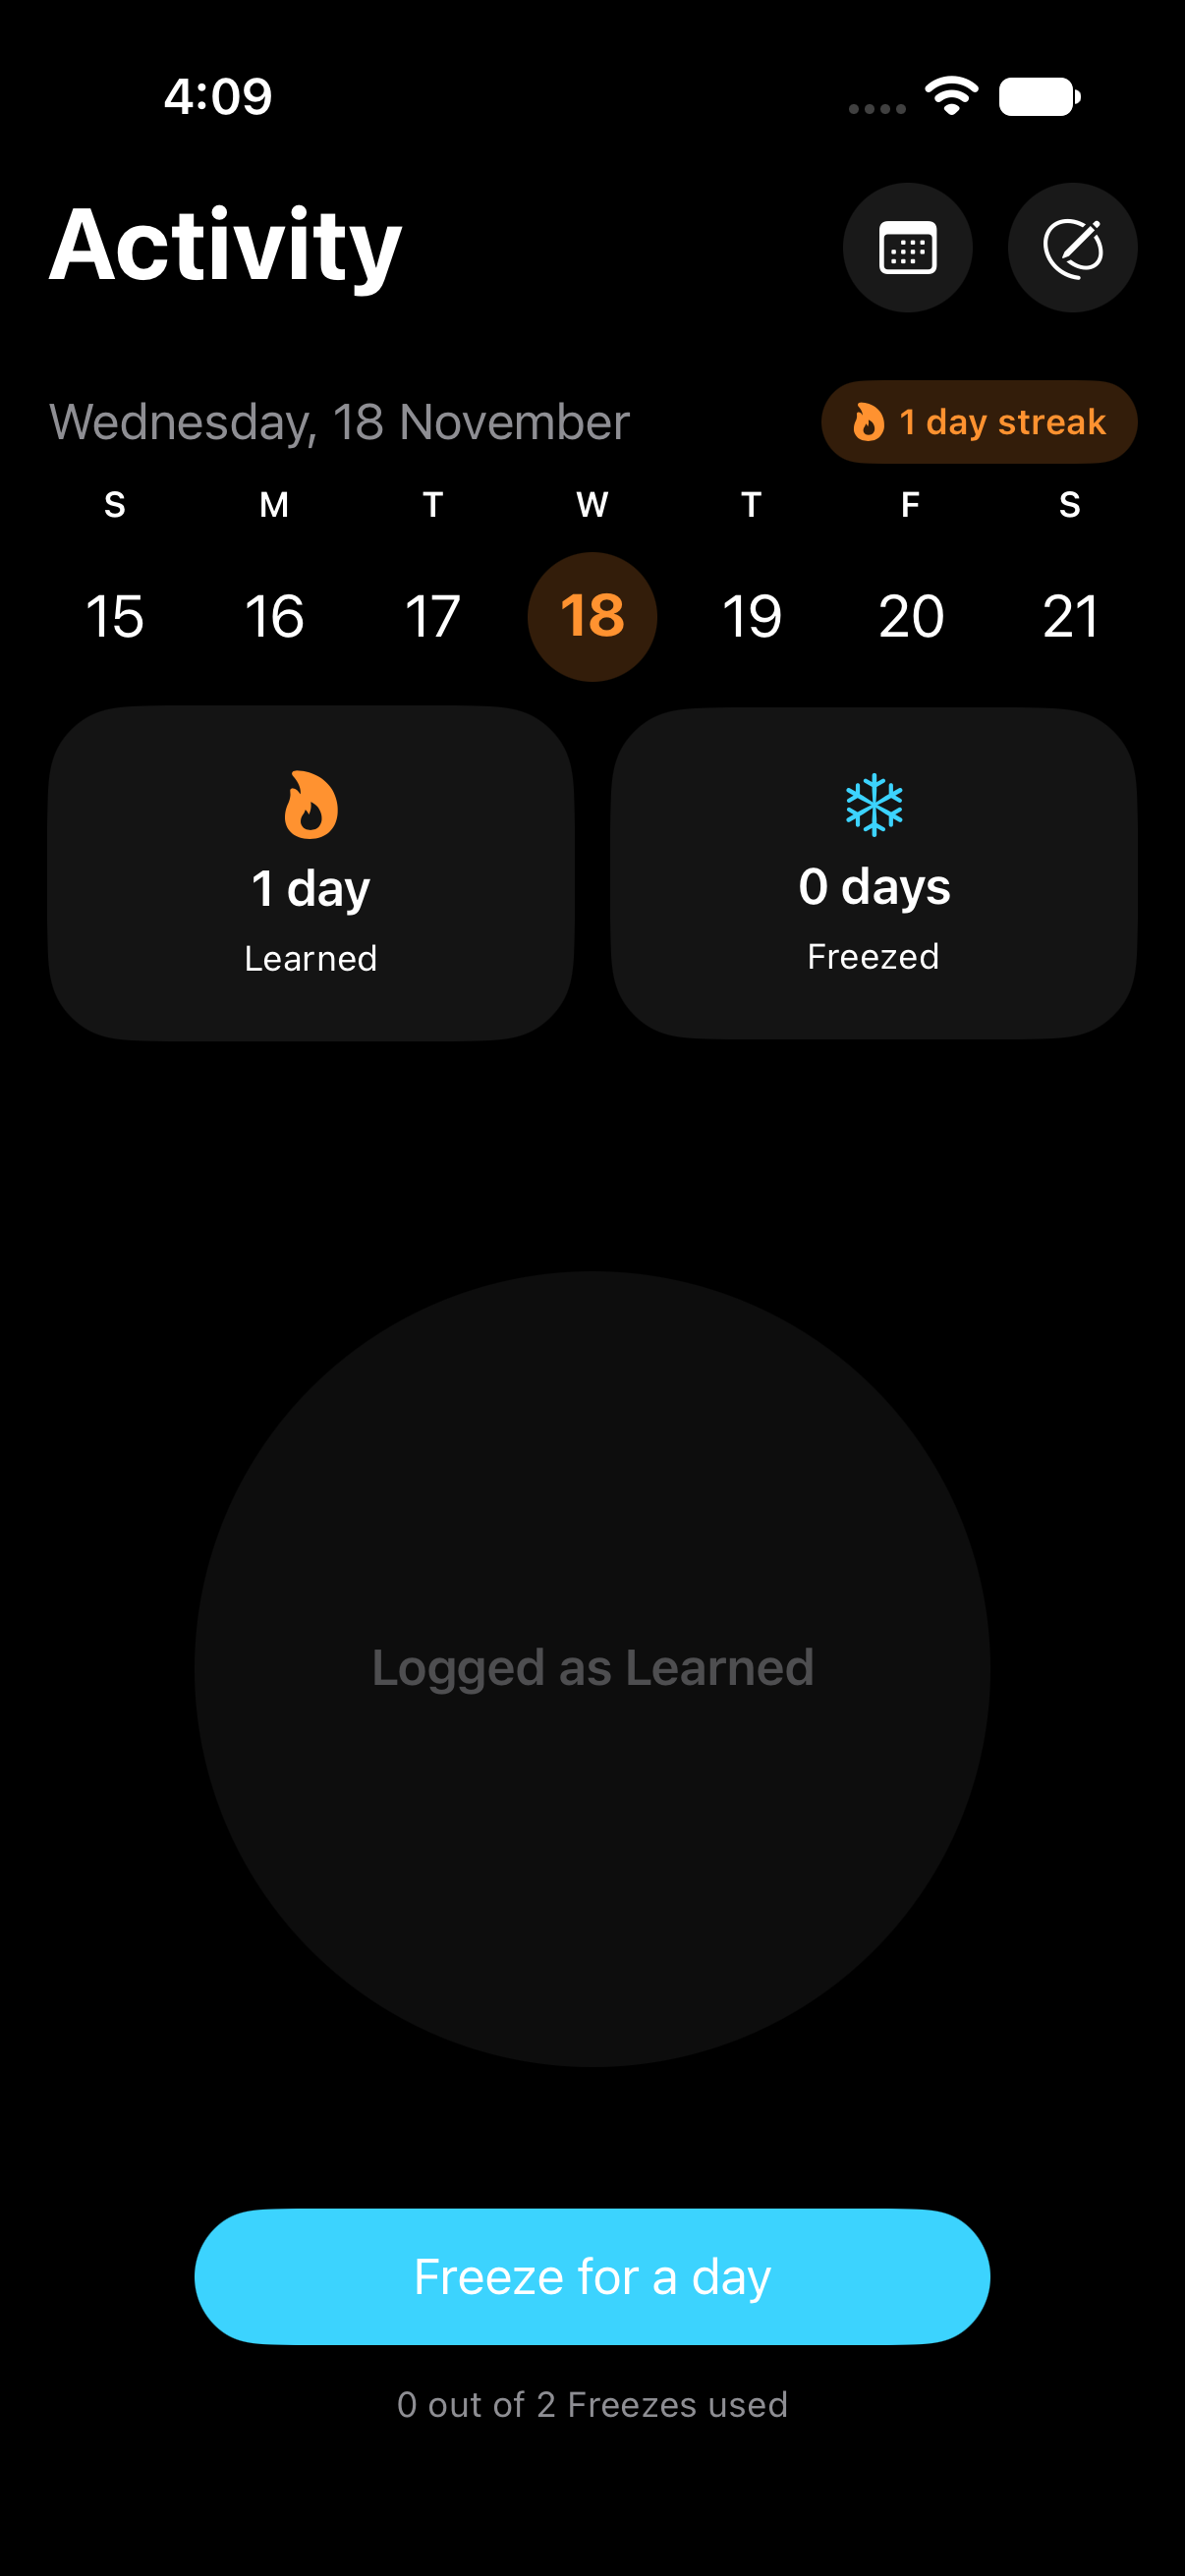 4:09
Activity
Wednesday, 18 November
1 day streak
S M T W T F S
15 16 17 18 19 20 21
1 day
Learned
0 days
Freezed
Logged as Learned
Freeze for a day
0 out of 2 Freezes used